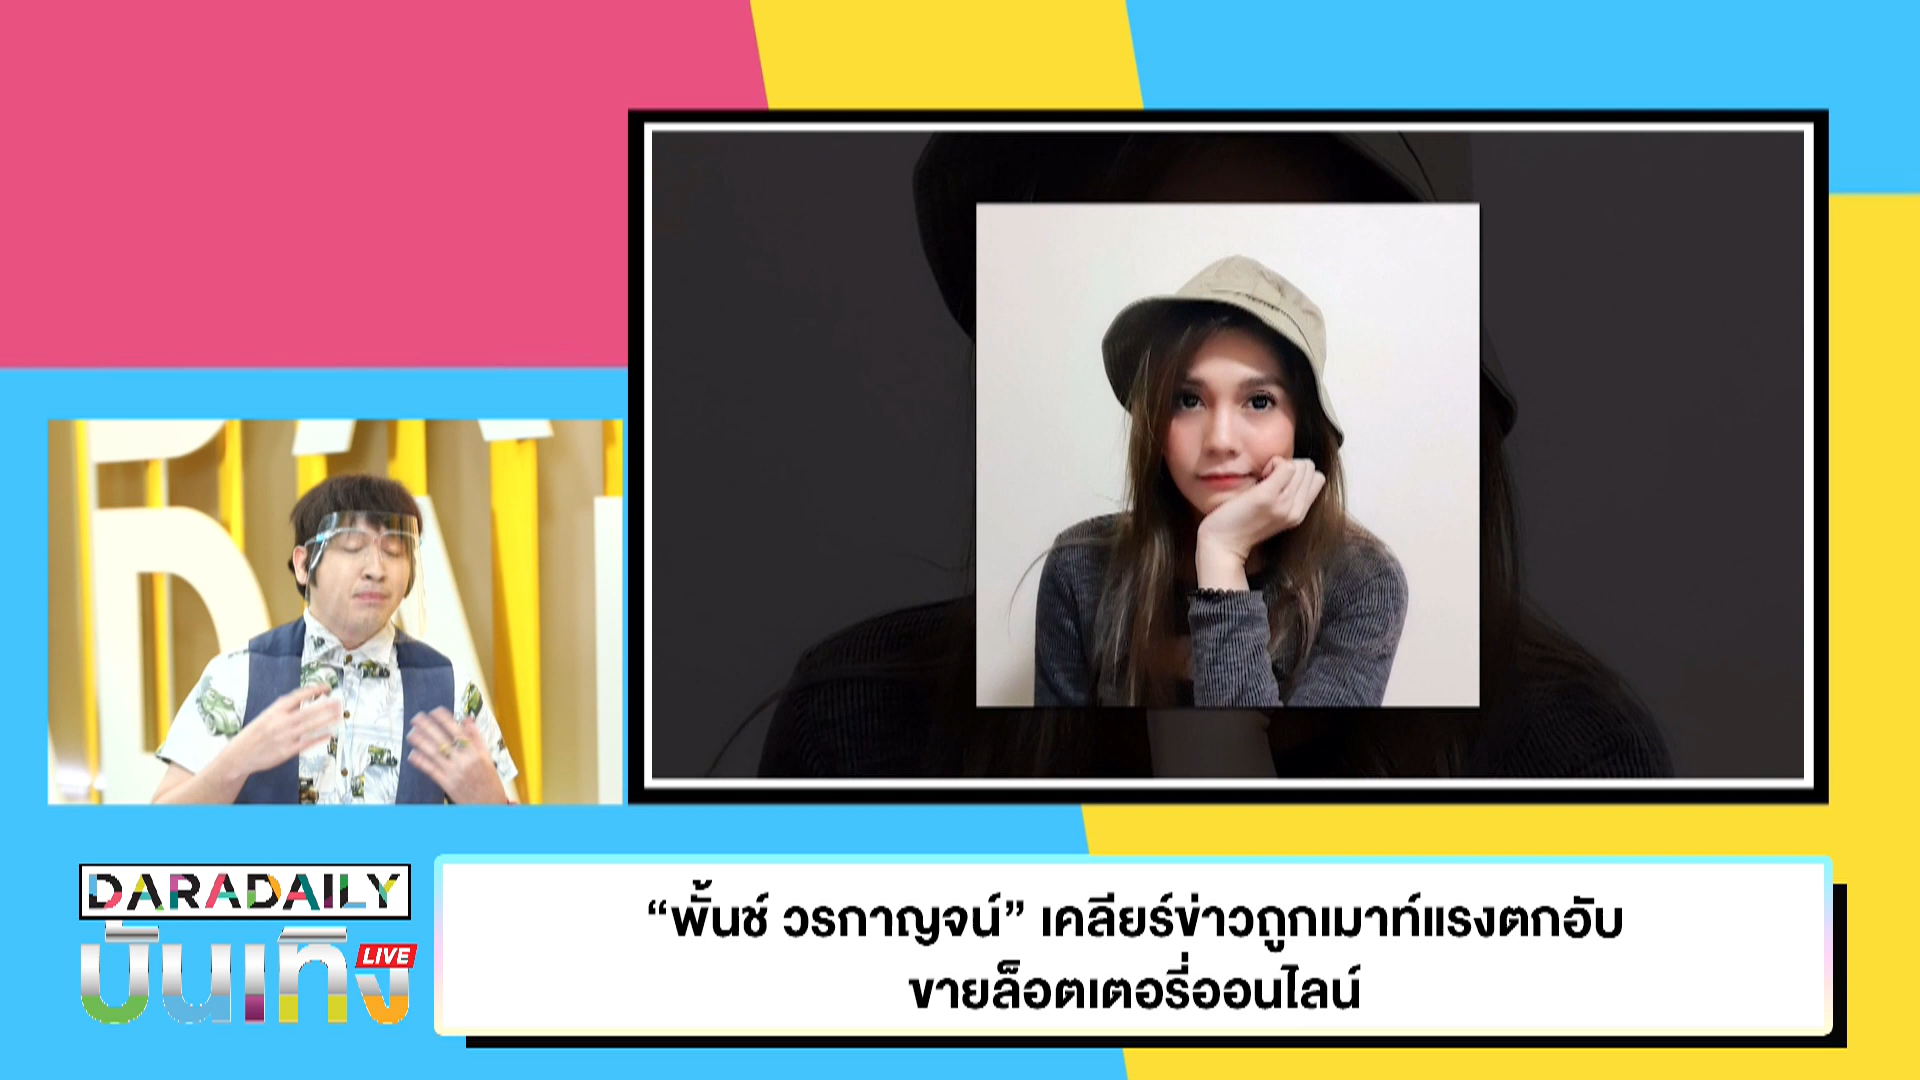 DARADAILY
บันเทิง
LIVE
“พั้นช์ วรกาญจน์” เคลียร์ข่าวถูกเมาท์แรงตกอับ
ขายล็อตเตอรี่ออนไลน์